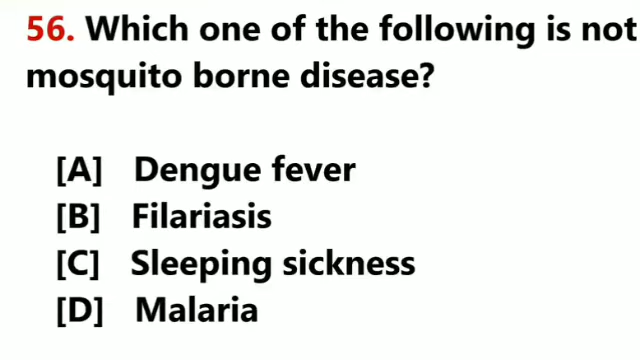 56. Which one of the following is not
mosquito borne disease?
[A] Dengue fever
[B] Filariasis
[C] Sleeping sickness
[D] Malaria